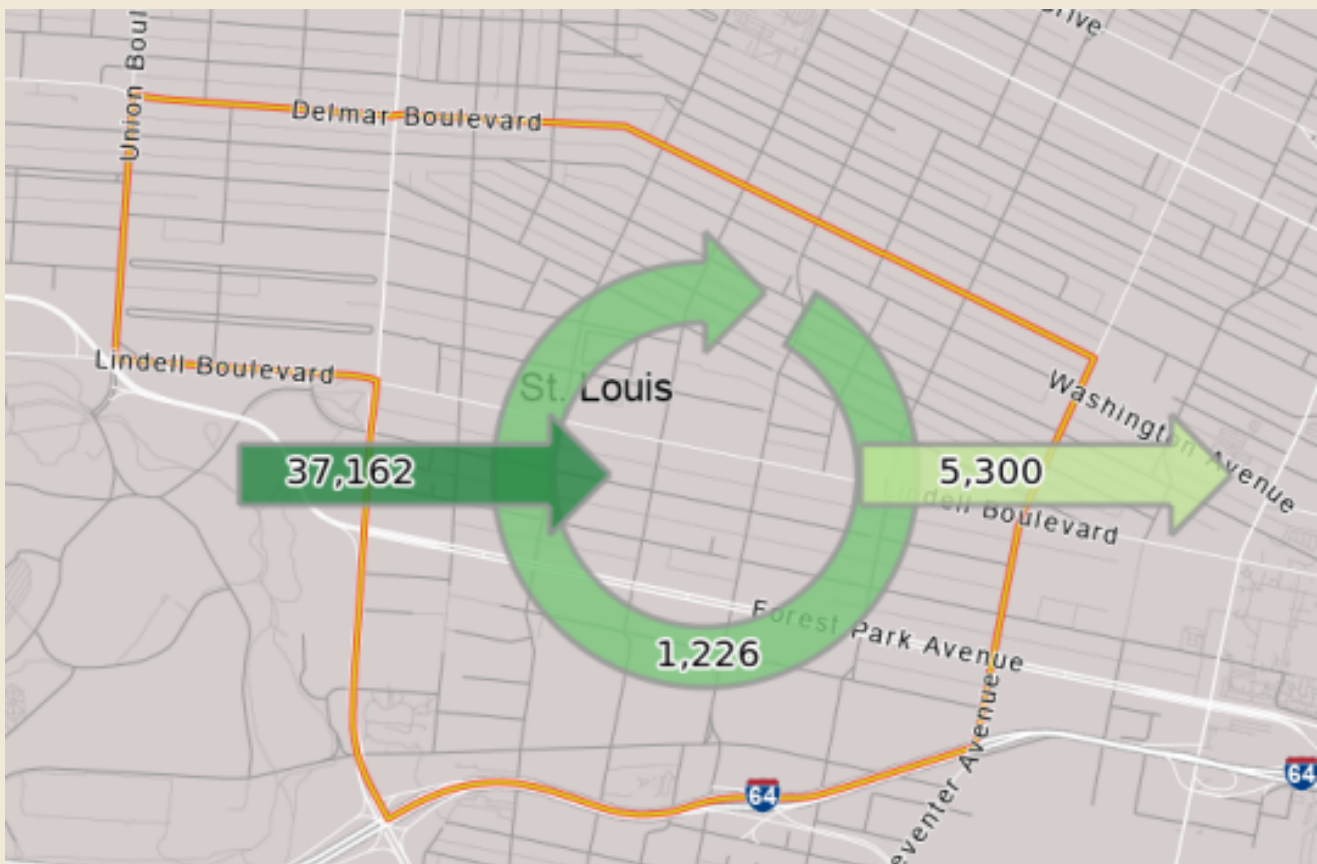 Drive
Union Boul
Delmar Boulevard
Lindell Boulevard
St. Louis
Washington Avenue
37,162
5,300
Lindell Boulevard
Forest Park Avenue
1,226
eventer Avenue
64
64